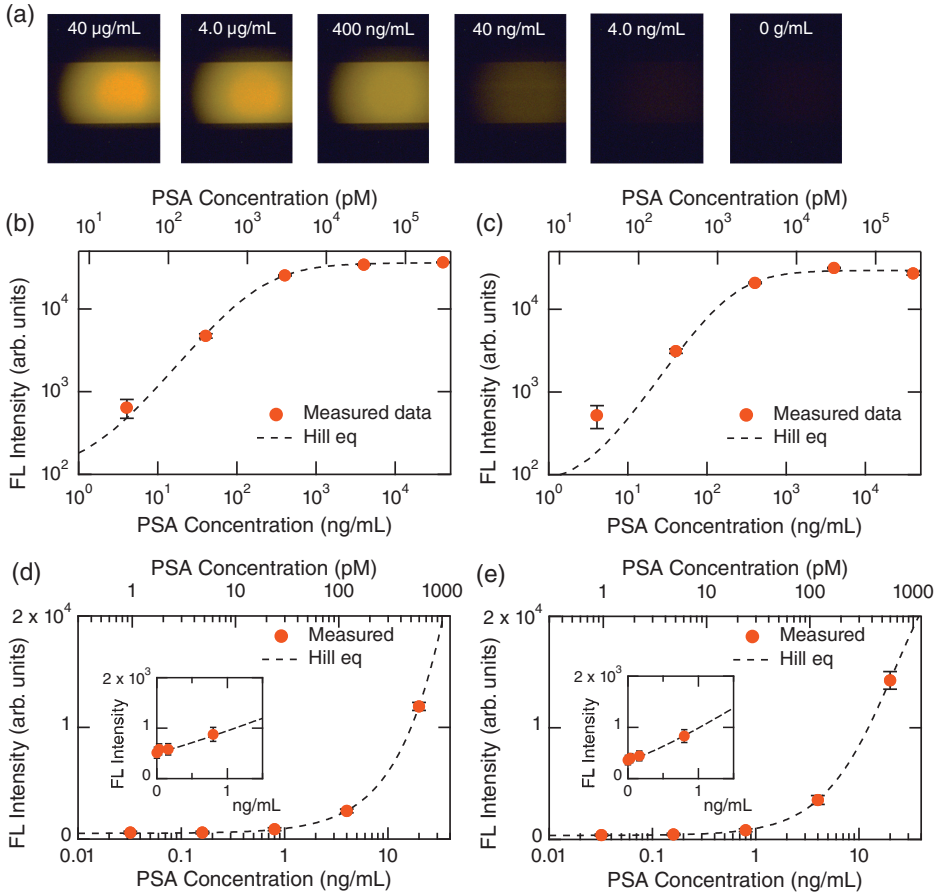 (a)
40 µg/mL 4.0 µg/mL 400 ng/mL 40 ng/mL 4.0 ng/mL 0 g/mL
(b)
PSA Concentration (pM)
10¹ 10² 10³ 10⁴ 10⁵
FL Intensity (arb. units)
10⁴
10³
10²
Measured data
Hill eq
10⁰ 10¹ 10² 10³ 10⁴
PSA Concentration (ng/mL)
(c)
PSA Concentration (pM)
10¹ 10² 10³ 10⁴ 10⁵
FL Intensity (arb. units)
10⁴
10³
10²
Measured data
Hill eq
10⁰ 10¹ 10² 10³ 10⁴
PSA Concentration (ng/mL)
(d)
PSA Concentration (pM)
1 10 100 1000
FL Intensity (arb. units)
2 x 10⁴
1
0
Measured
Hill eq
2 x 10³
FL Intensity
1
0
0 1
ng/mL
0.01 0.1 1 10
PSA Concentration (ng/mL)
(e)
PSA Concentration (pM)
1 10 100 1000
FL Intensity (arb. units)
2 x 10⁴
1
0
Measured
Hill eq
2 x 10³
FL Intensity
1
0
0 1
ng/mL
0.01 0.1 1 10
PSA Concentration (ng/mL)